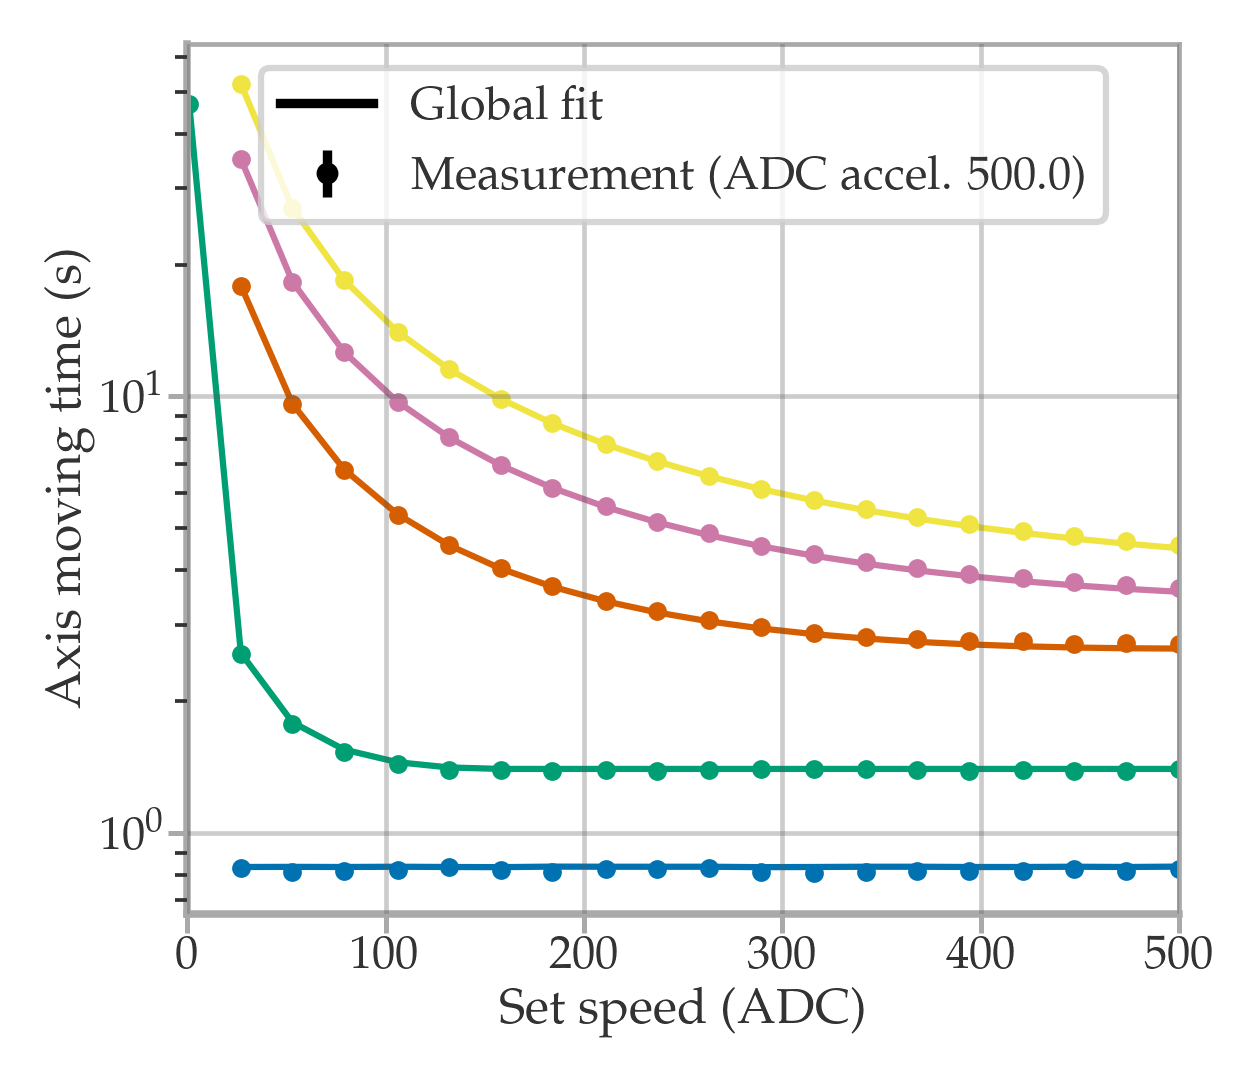 Global fit
Measurement (ADC accel. 500.0)
Axis moving time (s)
10¹
10⁰
0 100 200 300 400 500
Set speed (ADC)